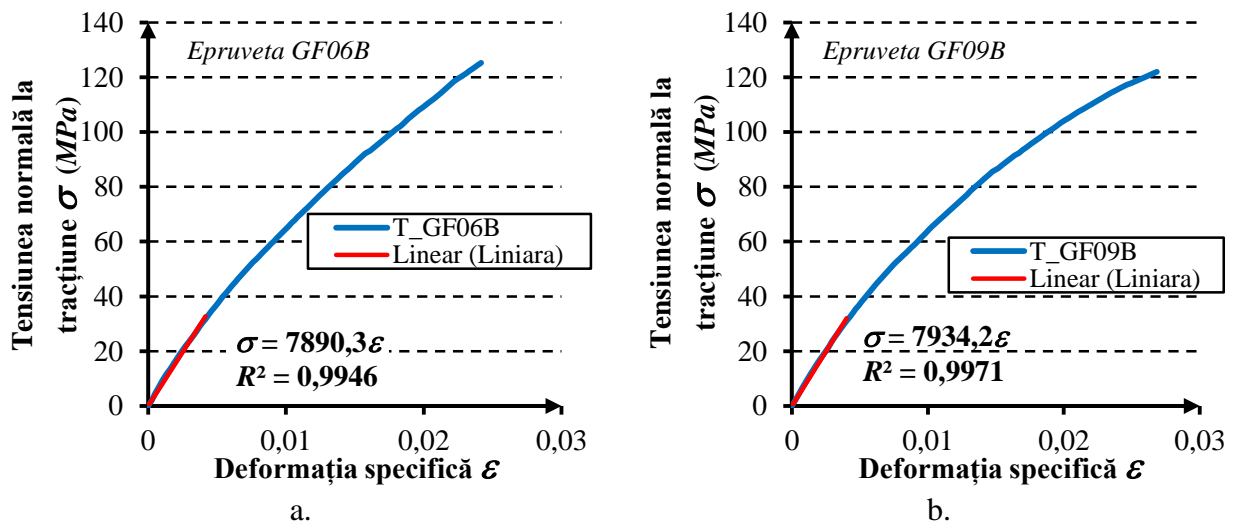 Tensiunea normală la
tracțiune σ (MPa)
140
120
100
80
60
40
20
0
Epruveta GF06B
T_GF06B
Linear (Liniara)
σ = 7890,3ε
R² = 0,9946
0 0,01 0,02 0,03
Deformația specifică ε
a.
Tensiunea normală la
tracțiune σ (MPa)
140
120
100
80
60
40
20
0
Epruveta GF09B
T_GF09B
Linear (Liniara)
σ = 7934,2ε
R² = 0,9971
0 0,01 0,02 0,03
Deformația specifică ε
b.